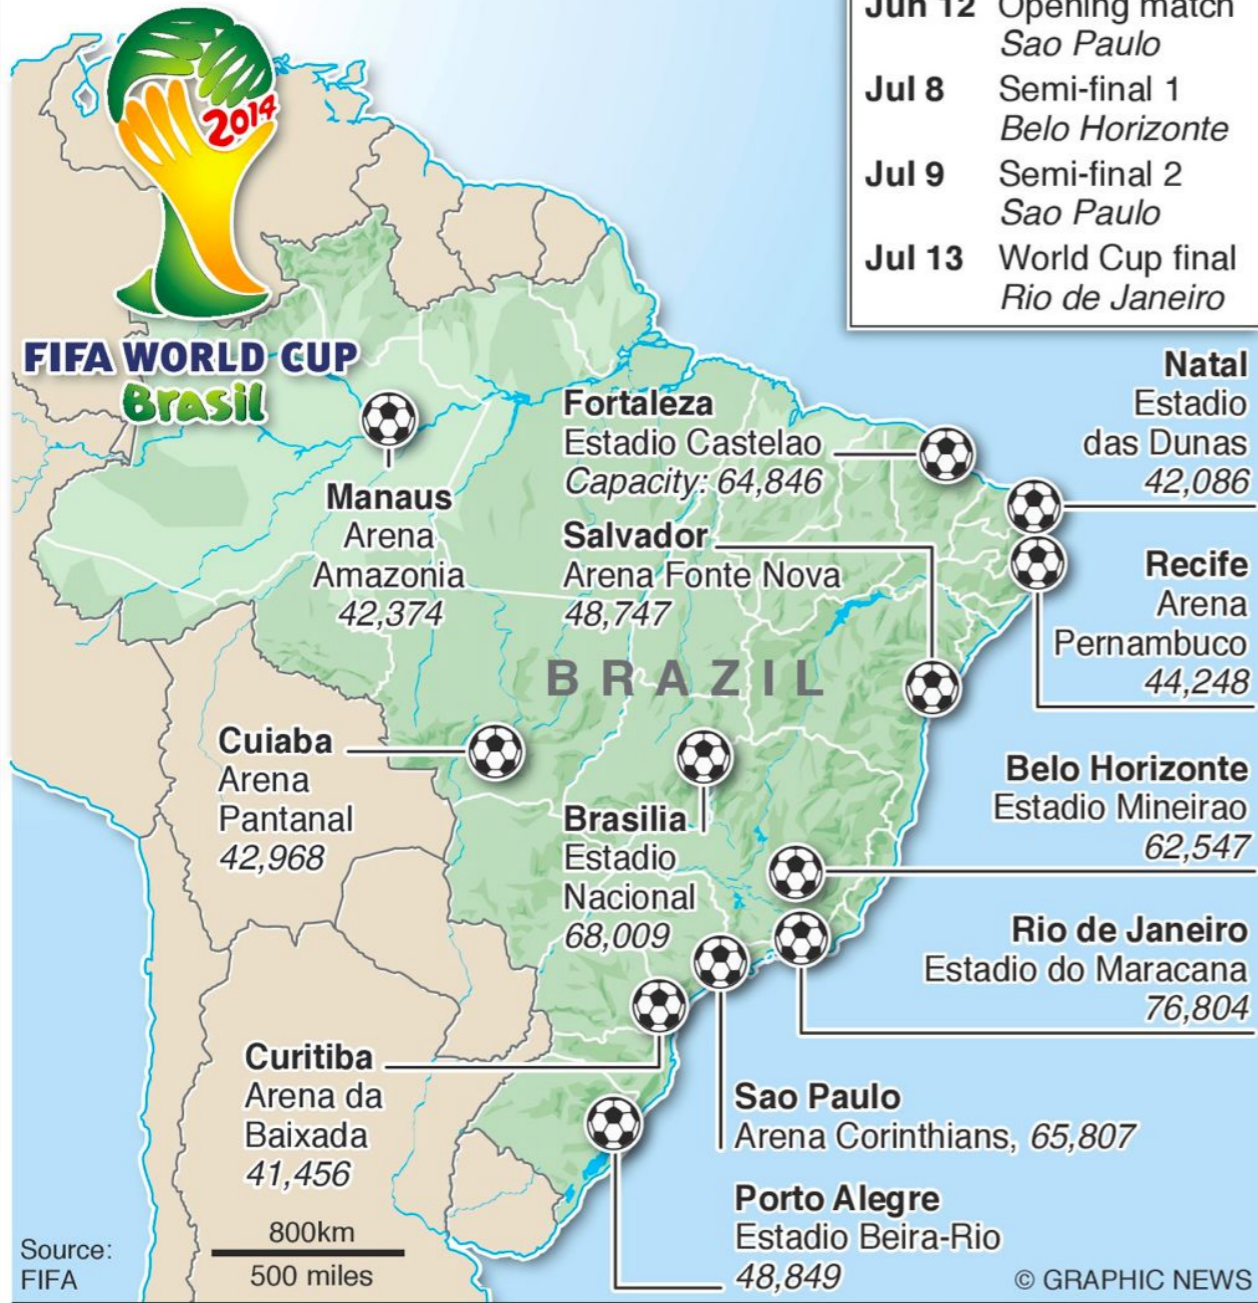 Jun 12 Opening match
Sao Paulo
Jul 8 Semi-final 1
Belo Horizonte
Jul 9 Semi-final 2
Sao Paulo
Jul 13 World Cup final
Rio de Janeiro
2014
FIFA WORLD CUP
Brasil
Manaus
Arena
Amazonia
42,374
Fortaleza
Estadio Castelao
Capacity: 64,846
Salvador
Arena Fonte Nova
48,747
Natal
Estadio
das Dunas
42,086
Recife
Arena
Pernambuco
44,248
BRAZIL
Cuiaba
Arena
Pantanal
42,968
Brasilia
Estadio
Nacional
68,009
Belo Horizonte
Estadio Mineirao
62,547
Rio de Janeiro
Estadio do Maracana
76,804
Curitiba
Arena da
Baixada
41,456
Sao Paulo
Arena Corinthians, 65,807
Porto Alegre
Estadio Beira-Rio
48,849
800km
500 miles
Source:
FIFA
© GRAPHIC NEWS